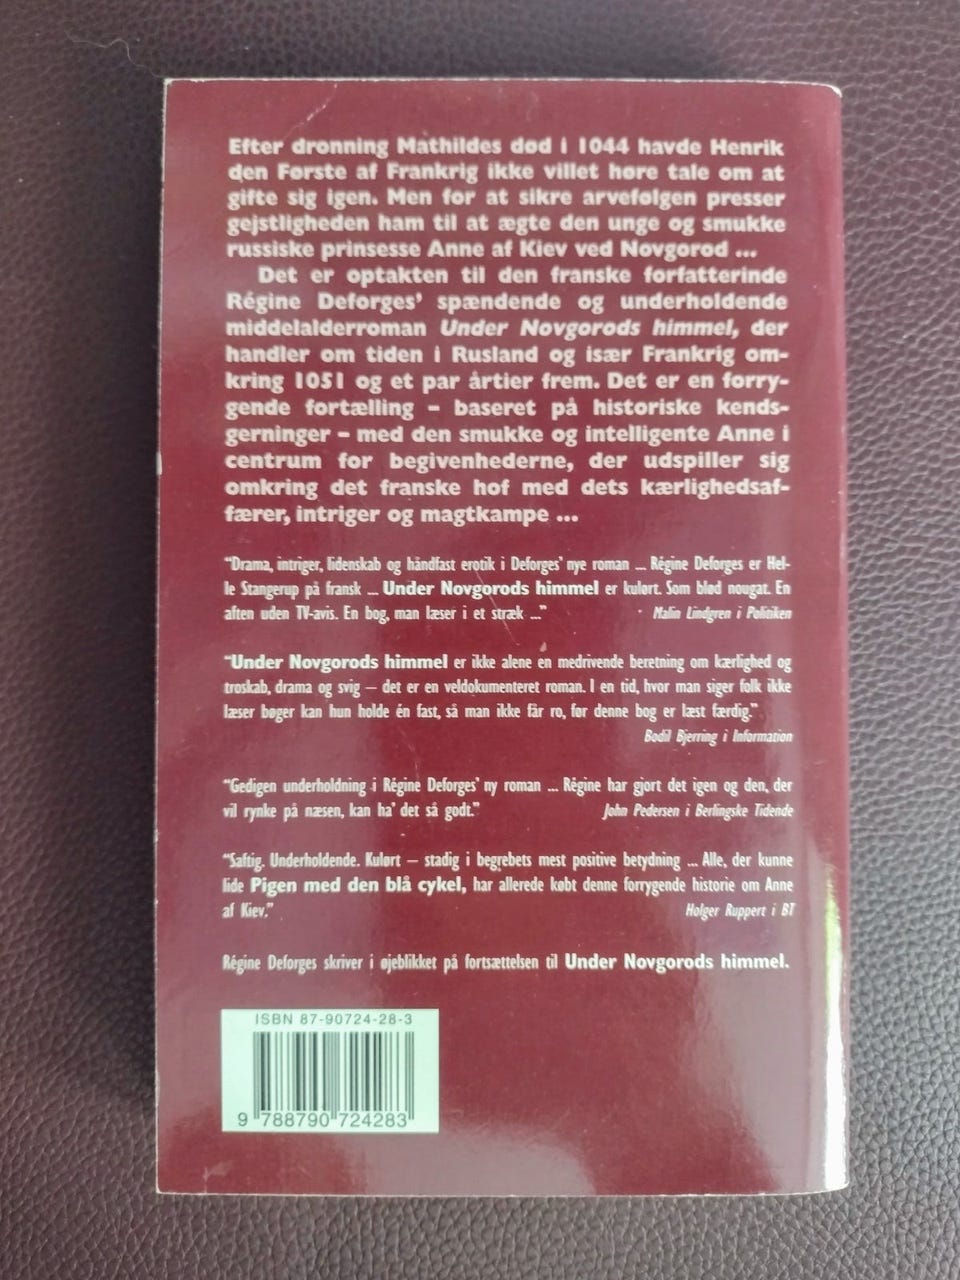 Efter dronning Mathildes død i 1044 havde Henrik
den Første af Frankrig ikke villet høre tale om at
gifte sig igen. Men for at sikre arvefølgen presser
gejstligheden ham til at ægte den unge og smukke
russiske prinsesse Anne af Kiev ved Novgorod ...
Det er optakten til den franske forfatterinde
Régine Deforges' spændende og underholdende
middelalderroman Under Novgorods himmel, der
handler om tiden i Rusland og især Frankrig om-
kring 1051 og et par årtier frem. Det er en forry-
gende fortælling – baseret på historiske kends-
gerninger – med den smukke og intelligente Anne i
centrum for begivenhederne, der udspiller sig
omkring det franske hof med dets kærlighedsaf-
færer, intriger og magtkampe ...
"Drama, intriger, lidenskab og håndfast erotik i Deforges' nye roman ... Régine Deforges er Hel-
le Stangerup på fransk ... Under Novgorods himmel er kulørt. Som blød nougat. En
aften uden TV-avis. En bog, man læser i et stræk ..." Malin Lindgren i Politiken
"Under Novgorods himmel er ikke alene en medrivende beretning om kærlighed og
troskab, drama og svig – det er en veldokumenteret roman. I en tid, hvor man siger folk ikke
læser bøger kan hun holde én fast, så man ikke får ro, før denne bog er læst færdig."
Bodil Bjerring i Information
"Gedigen underholdning i Régine Deforges' ny roman ... Régine har gjort det igen og den, der
vil rynke på næsen, kan ha' det så godt." John Pedersen i Berlingske Tidende
"Saftig. Underholdende. Kulørt – stadig i begrebets mest positive betydning ... Alle, der kunne
lide Pigen med den blå cykel, har allerede købt denne forrygende historie om Anne
af Kiev." Holger Ruppert i BT
Régine Deforges skriver i øjeblikket på fortsættelsen til Under Novgorods himmel.
ISBN 87-90724-28-3
9 788790 724283